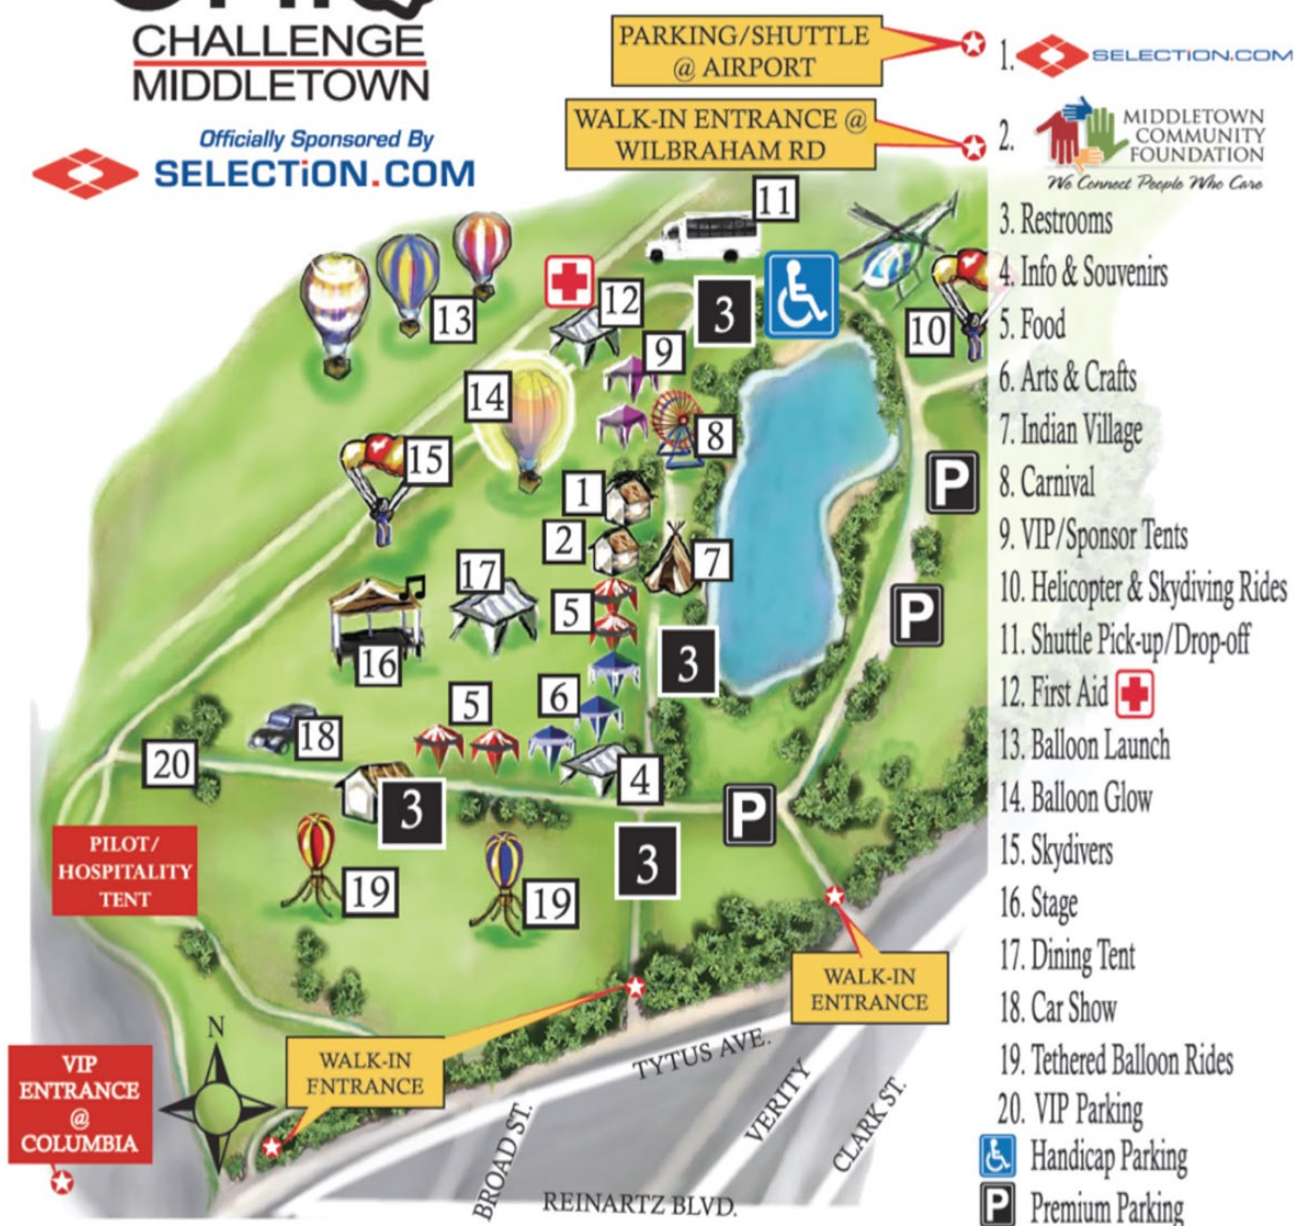 CHALLENGE
MIDDLETOWN
Officially Sponsored By
SELECTiON.COM
PARKING/SHUTTLE
@ AIRPORT
WALK-IN ENTRANCE @
WILBRAHAM RD
1. SELECTiON.COM
2. MIDDLETOWN
COMMUNITY
FOUNDATION
We Connect People Who Care
3. Restrooms
4. Info & Souvenirs
5. Food
6. Arts & Crafts
7. Indian Village
8. Carnival
9. VIP/Sponsor Tents
10. Helicopter & Skydiving Rides
11. Shuttle Pick-up/Drop-off
12. First Aid
13. Balloon Launch
14. Balloon Glow
15. Skydivers
16. Stage
17. Dining Tent
18. Car Show
19. Tethered Balloon Rides
20. VIP Parking
Handicap Parking
P Premium Parking
11
12
3
13
10
9
14
8
15
P
1
2
7
17
5
P
16
3
6
5
18
20
4
3
P
3
19
19
PILOT/
HOSPITALITY
TENT
WALK-IN
ENTRANCE
N
WALK-IN
ENTRANCE
VIP
ENTRANCE
@
COLUMBIA
TYTUS AVE.
VERITY
CLARK ST.
BROAD ST.
REINARTZ BLVD.